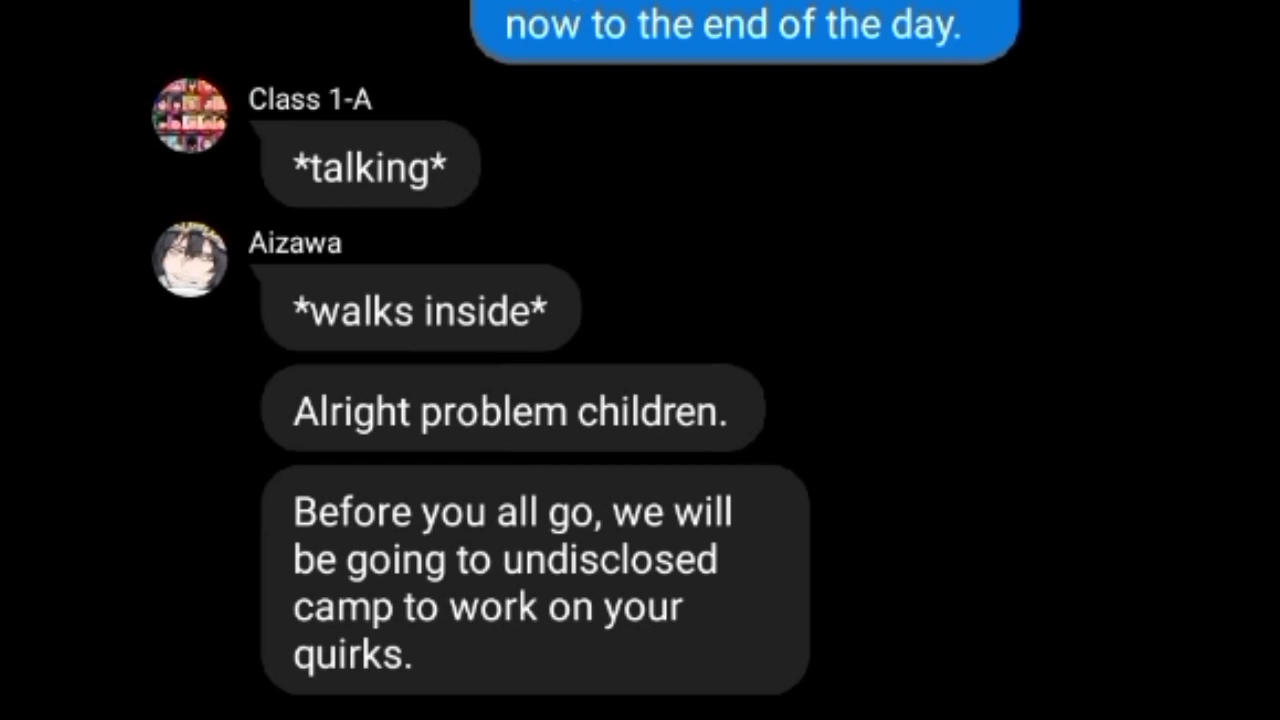 now to the end of the day.
Class 1-A
*talking*
Aizawa
*walks inside*
Alright problem children.
Before you all go, we will
be going to undisclosed
camp to work on your
quirks.